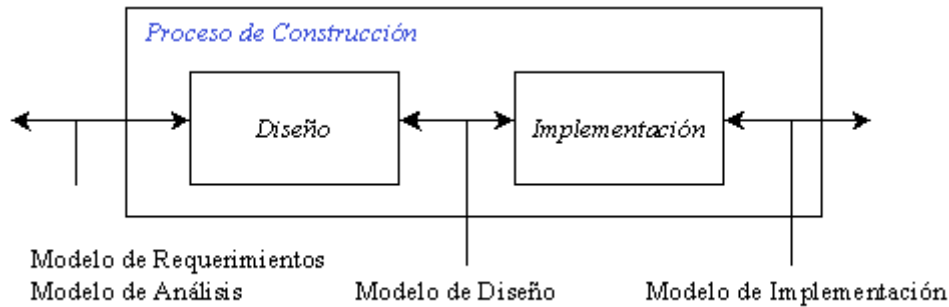 Proceso de Construcción
Diseño
Implementación
Modelo de Requerimientos
Modelo de Análisis
Modelo de Diseño
Modelo de Implementación